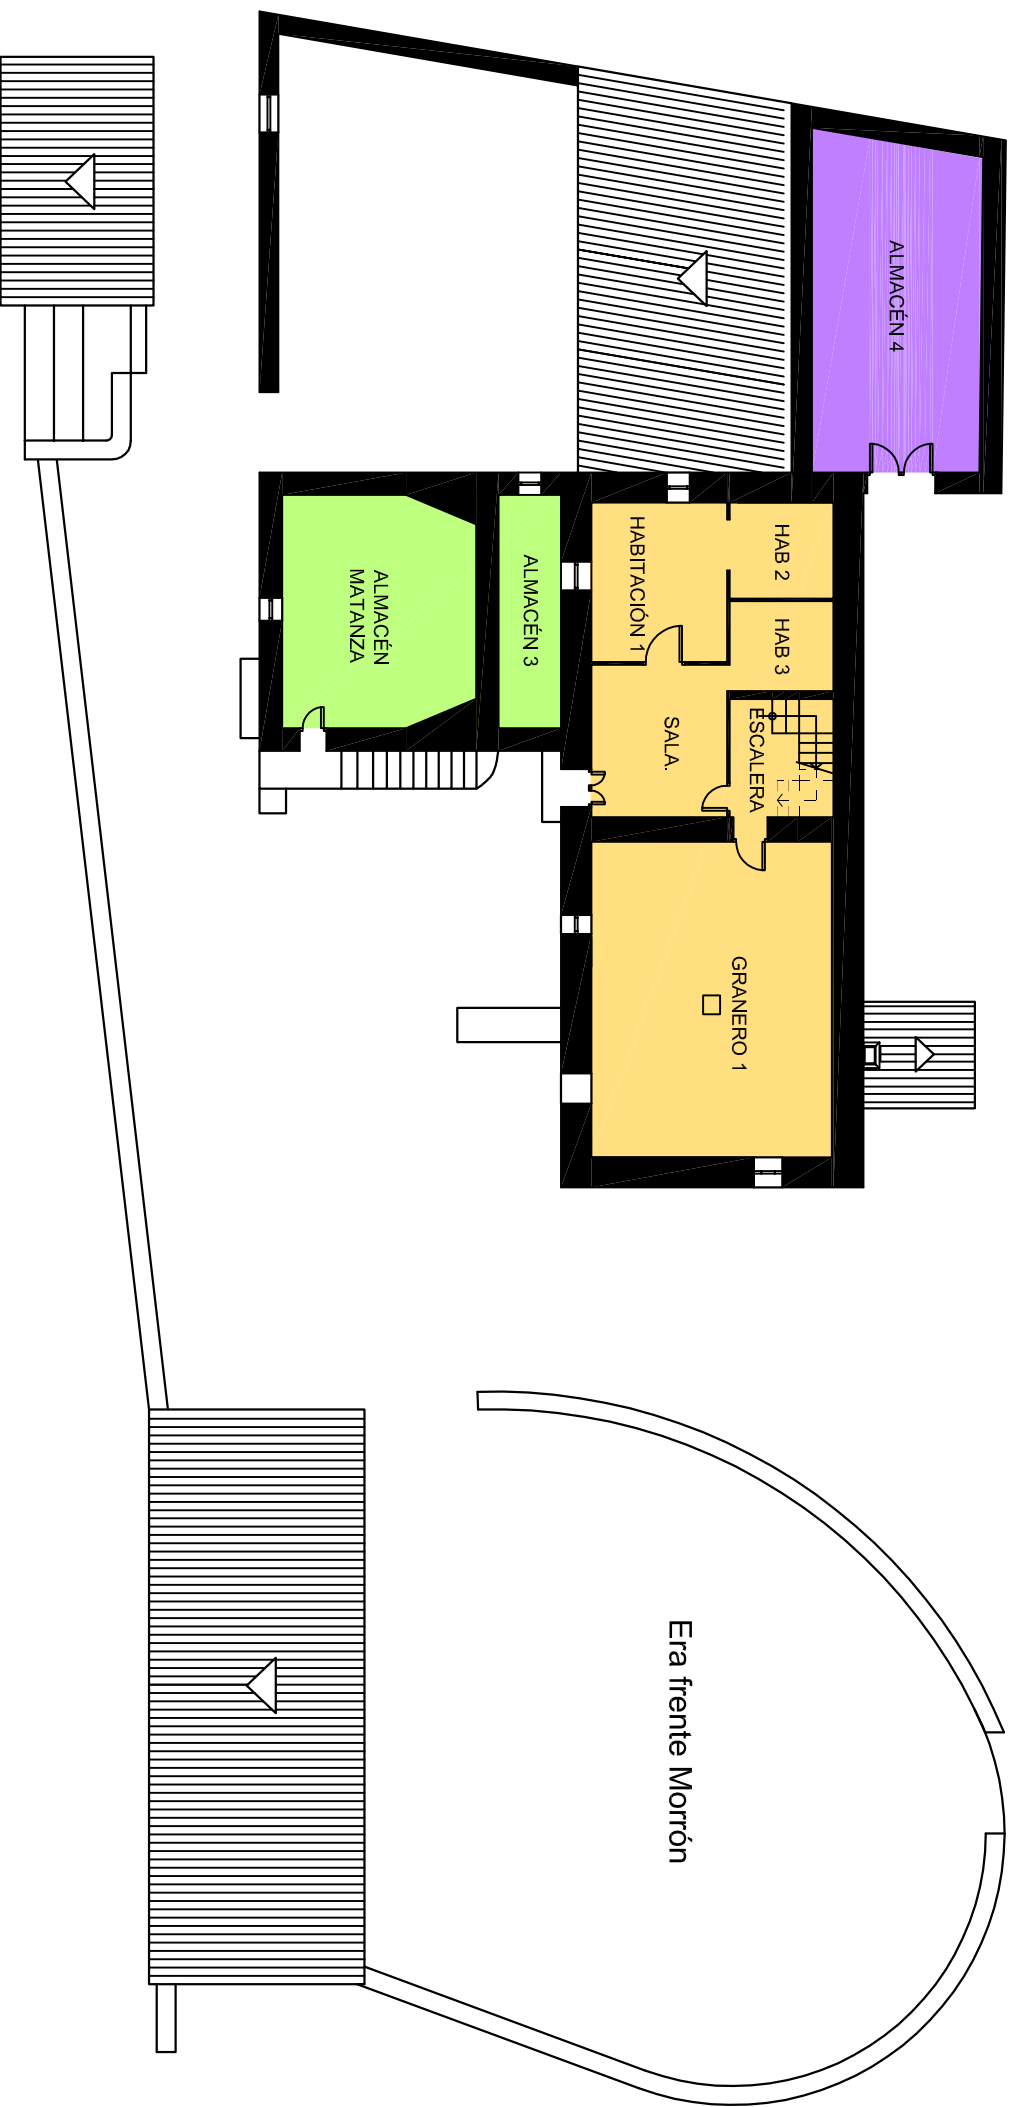 ALMACÉN 4
HAB 2
HABITACIÓN 1
HAB 3
ALMACÉN 3
ALMACÉN
MATANZA
ESCALERA
SALA.
GRANERO 1
Era frente Morrón